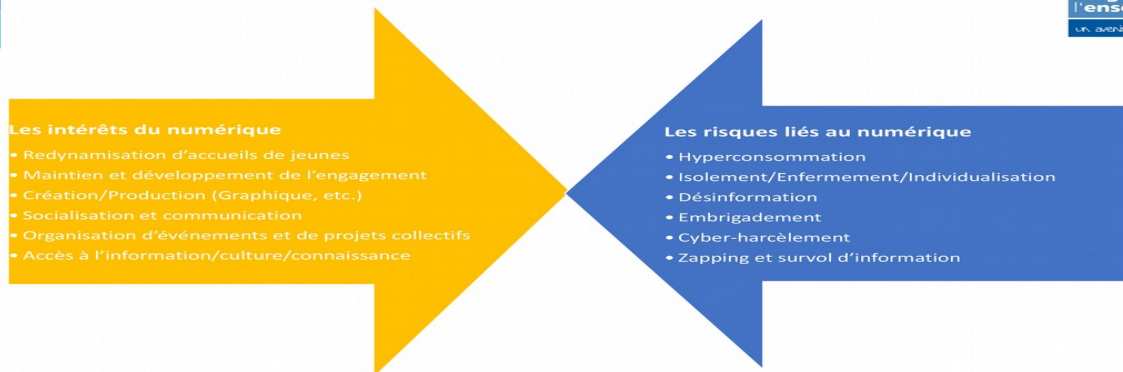 l'ens
Les intérêts du numérique
• Redynamisation d'accueils de jeunes
• Maintien et développement de l'engagement
• Création/Production (Graphique, etc.)
• Socialisation et communication
• Organisation d'événements et de projets collectifs
• Accès à l'information/culture/connaissance
Les risques liés au numérique
• Hyperconsommation
• Isolement/Enfermement/Individualisation
• Désinformation
• Embrigadement
• Cyber-harcèlement
• Zapping et survol d'information